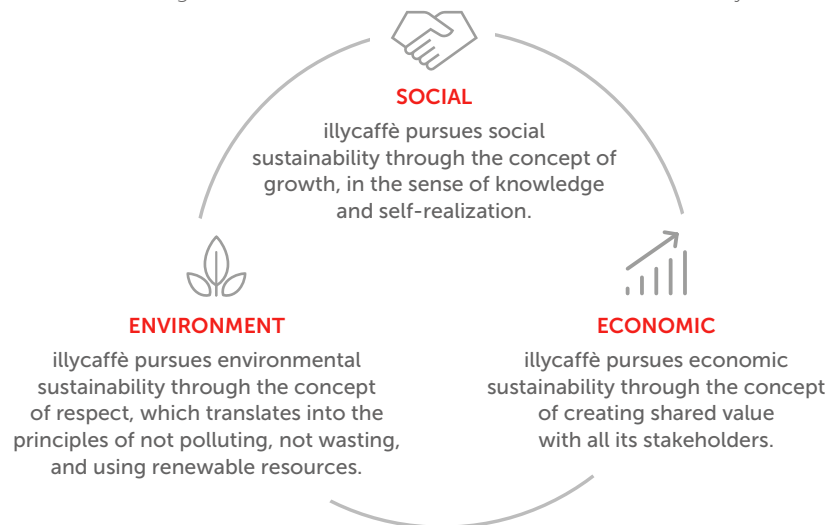 SOCIAL
illycaffè pursues social
sustainability through the concept of
growth, in the sense of knowledge
and self-realization.
ENVIRONMENT
illycaffè pursues environmental
sustainability through the concept
of respect, which translates into the
principles of not polluting, not wasting,
and using renewable resources.
ECONOMIC
illycaffè pursues economic
sustainability through the concept
of creating shared value
with all its stakeholders.